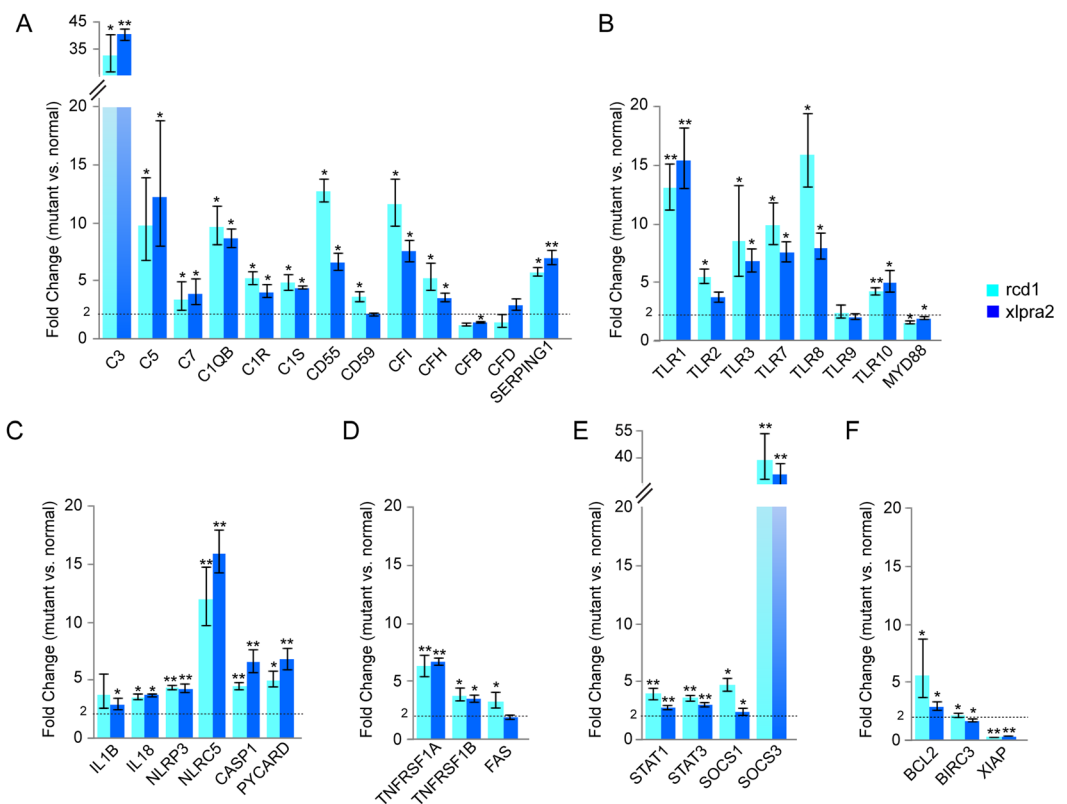 A
Fold Change (mutant vs. normal)
45
35
20
15
10
5
2
0
* ** * * * * * * * * * * * * * * * * * * * * **
C3 C5 C7 C1QB C1R C1S CD55 CD59 CFI CFH CFB CFD SERPING1
B
Fold Change (mutant vs. normal)
20
15
10
5
2
0
** ** * * * * * * * ** * * *
TLR1 TLR2 TLR3 TLR7 TLR8 TLR9 TLR10 MYD88
rcd1
xlpra2
C
Fold Change (mutant vs. normal)
20
15
10
5
2
0
* * * ** ** ** ** ** ** * **
IL1B IL18 NLRP3 NLRC5 CASP1 PYCARD
D
Fold Change (mutant vs. normal)
20
15
10
5
2
0
** ** * * *
TNFRSF1A TNFRSF1B FAS
E
Fold Change (mutant vs. normal)
55
40
20
15
10
5
2
0
** ** ** ** * * ** **
STAT1 STAT3 SOCS1 SOCS3
F
Fold Change (mutant vs. normal)
20
15
10
5
2
0
* * * * ** **
BCL2 BIRC3 XIAP